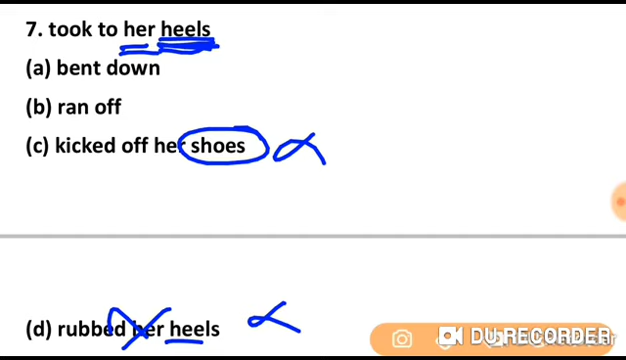 7. took to her heels
(a) bent down
(b) ran off
(c) kicked off her shoes
(d) rubbed her heels
DU RECORDER